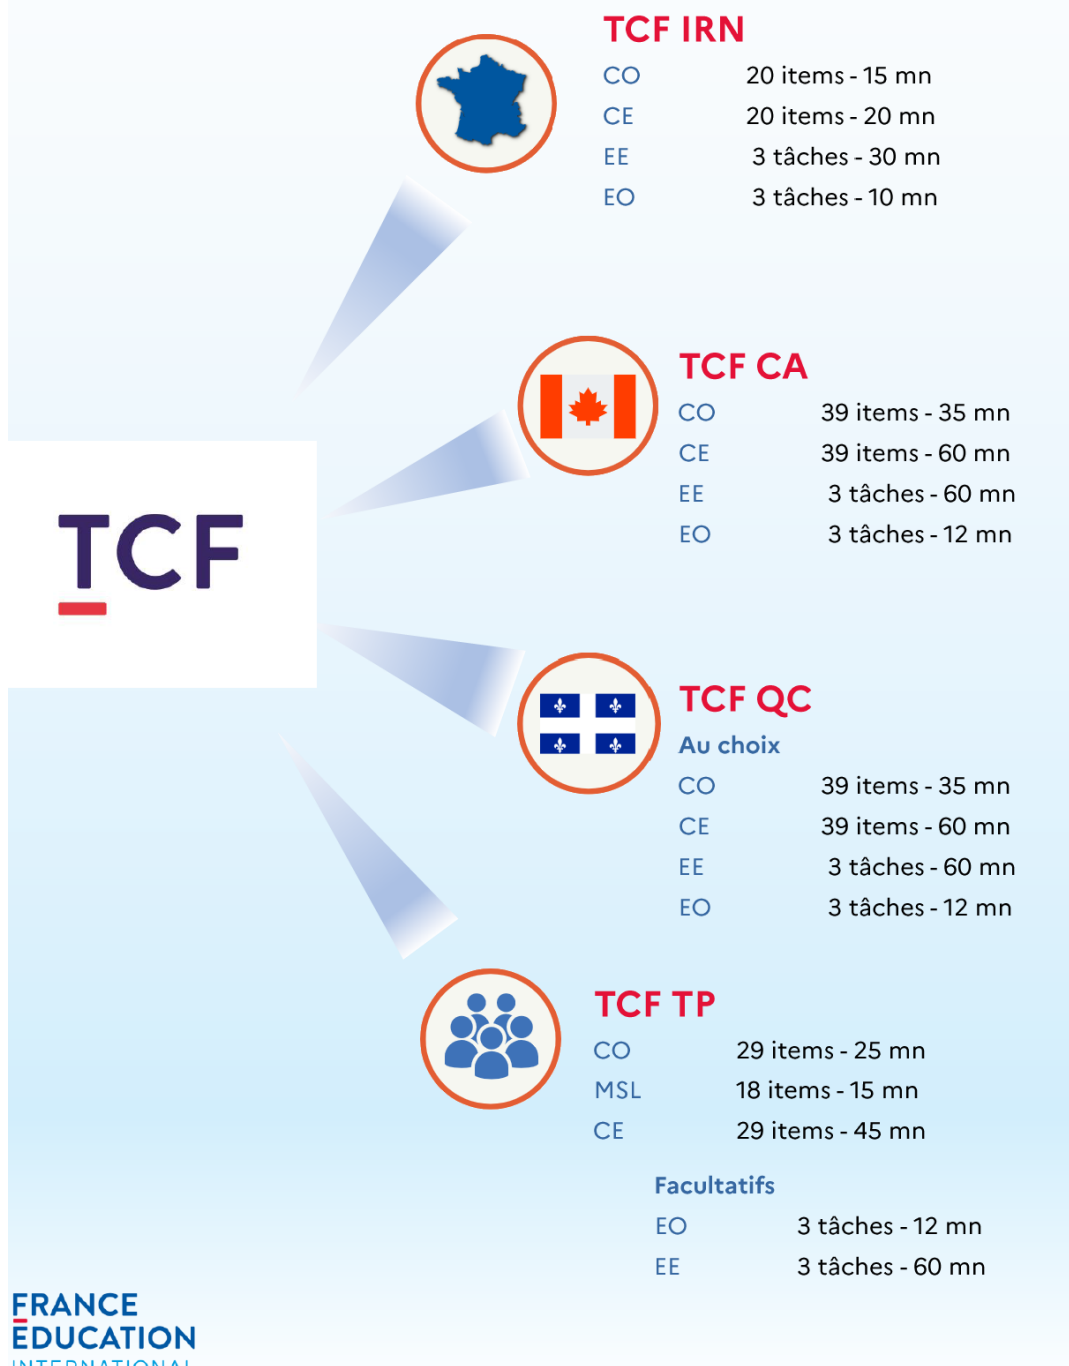 TCF IRN
CO 20 items - 15 mn
CE 20 items - 20 mn
EE 3 tâches - 30 mn
EO 3 tâches - 10 mn
TCF CA
CO 39 items - 35 mn
CE 39 items - 60 mn
EE 3 tâches - 60 mn
EO 3 tâches - 12 mn
TCF
TCF QC
Au choix
CO 39 items - 35 mn
CE 39 items - 60 mn
EE 3 tâches - 60 mn
EO 3 tâches - 12 mn
TCF TP
CO 29 items - 25 mn
MSL 18 items - 15 mn
CE 29 items - 45 mn
Facultatifs
EO 3 tâches - 12 mn
EE 3 tâches - 60 mn
FRANCE
EDUCATION
INTERNATIONAL